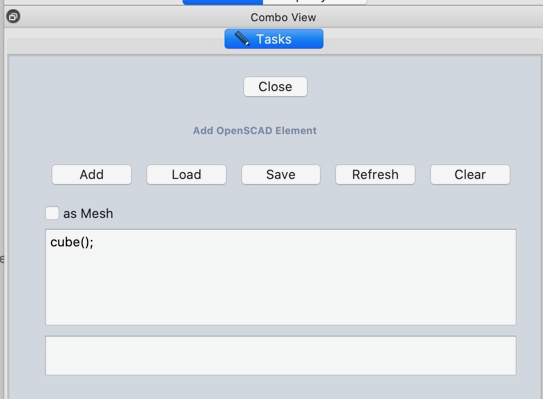 Combo View
Tasks
Close
Add OpenSCAD Element
Add Load Save Refresh Clear
as Mesh
cube();